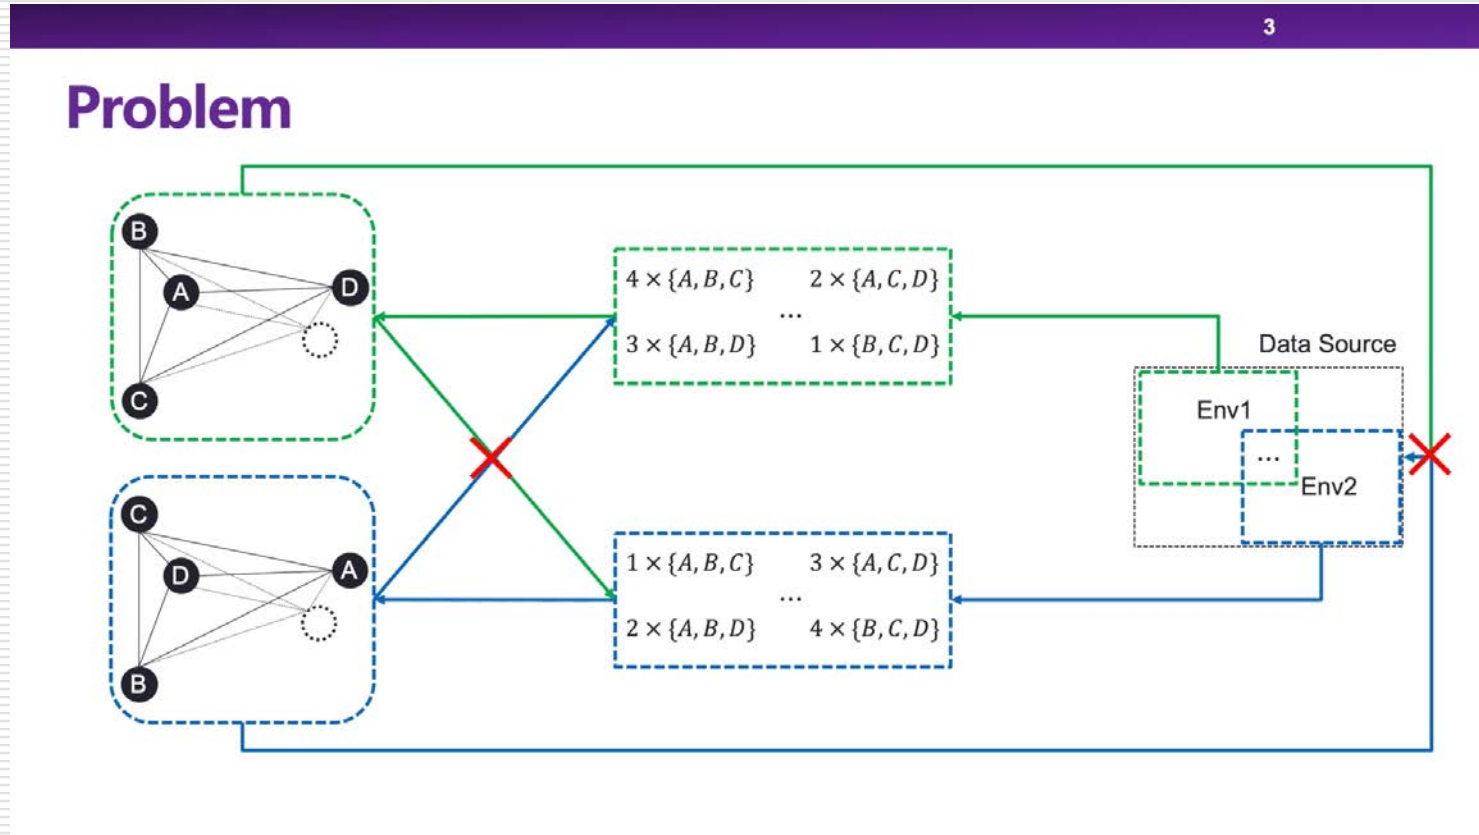 3
Problem
B
A
D
C
4 × {A, B, C} 2 × {A, C, D}
...
3 × {A, B, D} 1 × {B, C, D}
Data Source
Env1
...
Env2
C
D
A
B
1 × {A, B, C} 3 × {A, C, D}
...
2 × {A, B, D} 4 × {B, C, D}